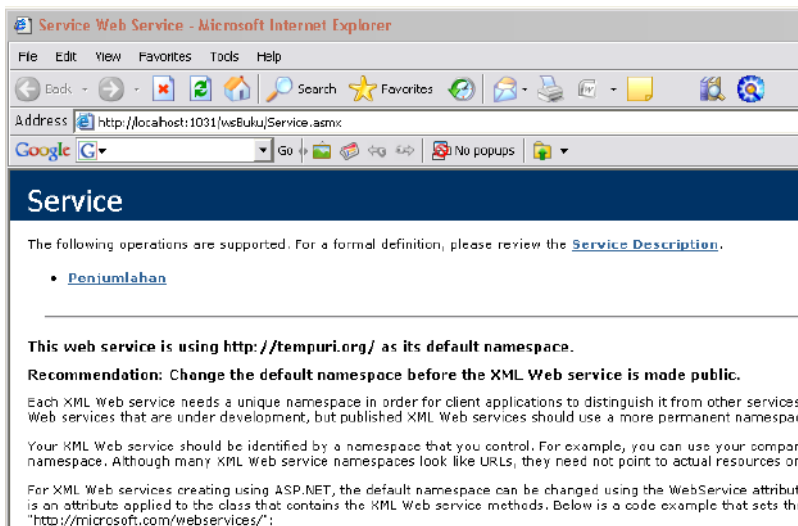 Service Web Service - Microsoft Internet Explorer
File Edit View Favorites Tools Help
Back Search Favorites
Address http://localhost:1031/wsBuku/Service.asmx
Google G Go No popups
Service
The following operations are supported. For a formal definition, please review the Service Description.
• Penjumlahan
This web service is using http://tempuri.org/ as its default namespace.
Recommendation: Change the default namespace before the XML Web service is made public.
Each XML Web service needs a unique namespace in order for client applications to distinguish it from other services
Web services that are under development, but published XML Web services should use a more permanent namespa
Your XML Web service should be identified by a namespace that you control. For example, you can use your compan
namespace. Although many XML Web service namespaces look like URLs, they need not point to actual resources or
For XML Web services creating using ASP.NET, the default namespace can be changed using the WebService attribut
is an attribute applied to the class that contains the XML Web service methods. Below is a code example that sets th
"http://microsoft.com/webservices/":